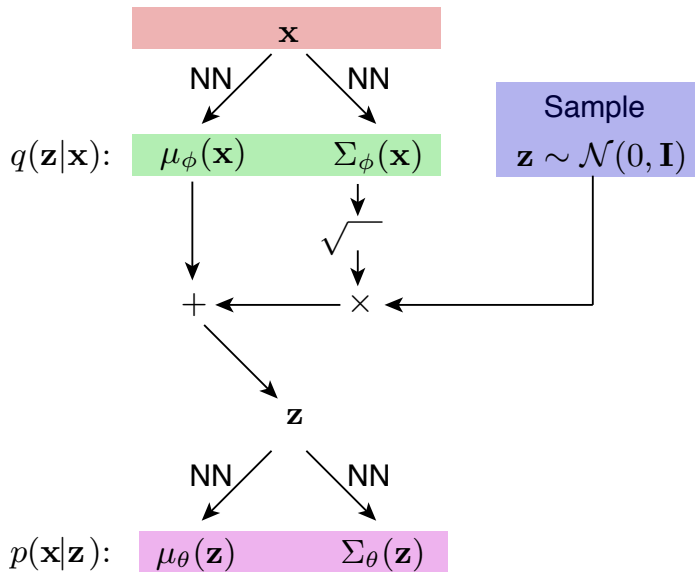 x
NN NN
Sample
q(z|x): μ_ϕ(x) Σ_ϕ(x)
z ∼ 𝒩(0, I)
√
+ ×
z
NN NN
p(x|z): μ_θ(z) Σ_θ(z)